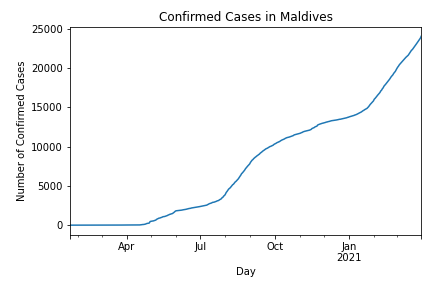 Confirmed Cases in Maldives
Number of Confirmed Cases
25000
20000
15000
10000
5000
0
Apr
Jul
Oct
Jan
2021
Day